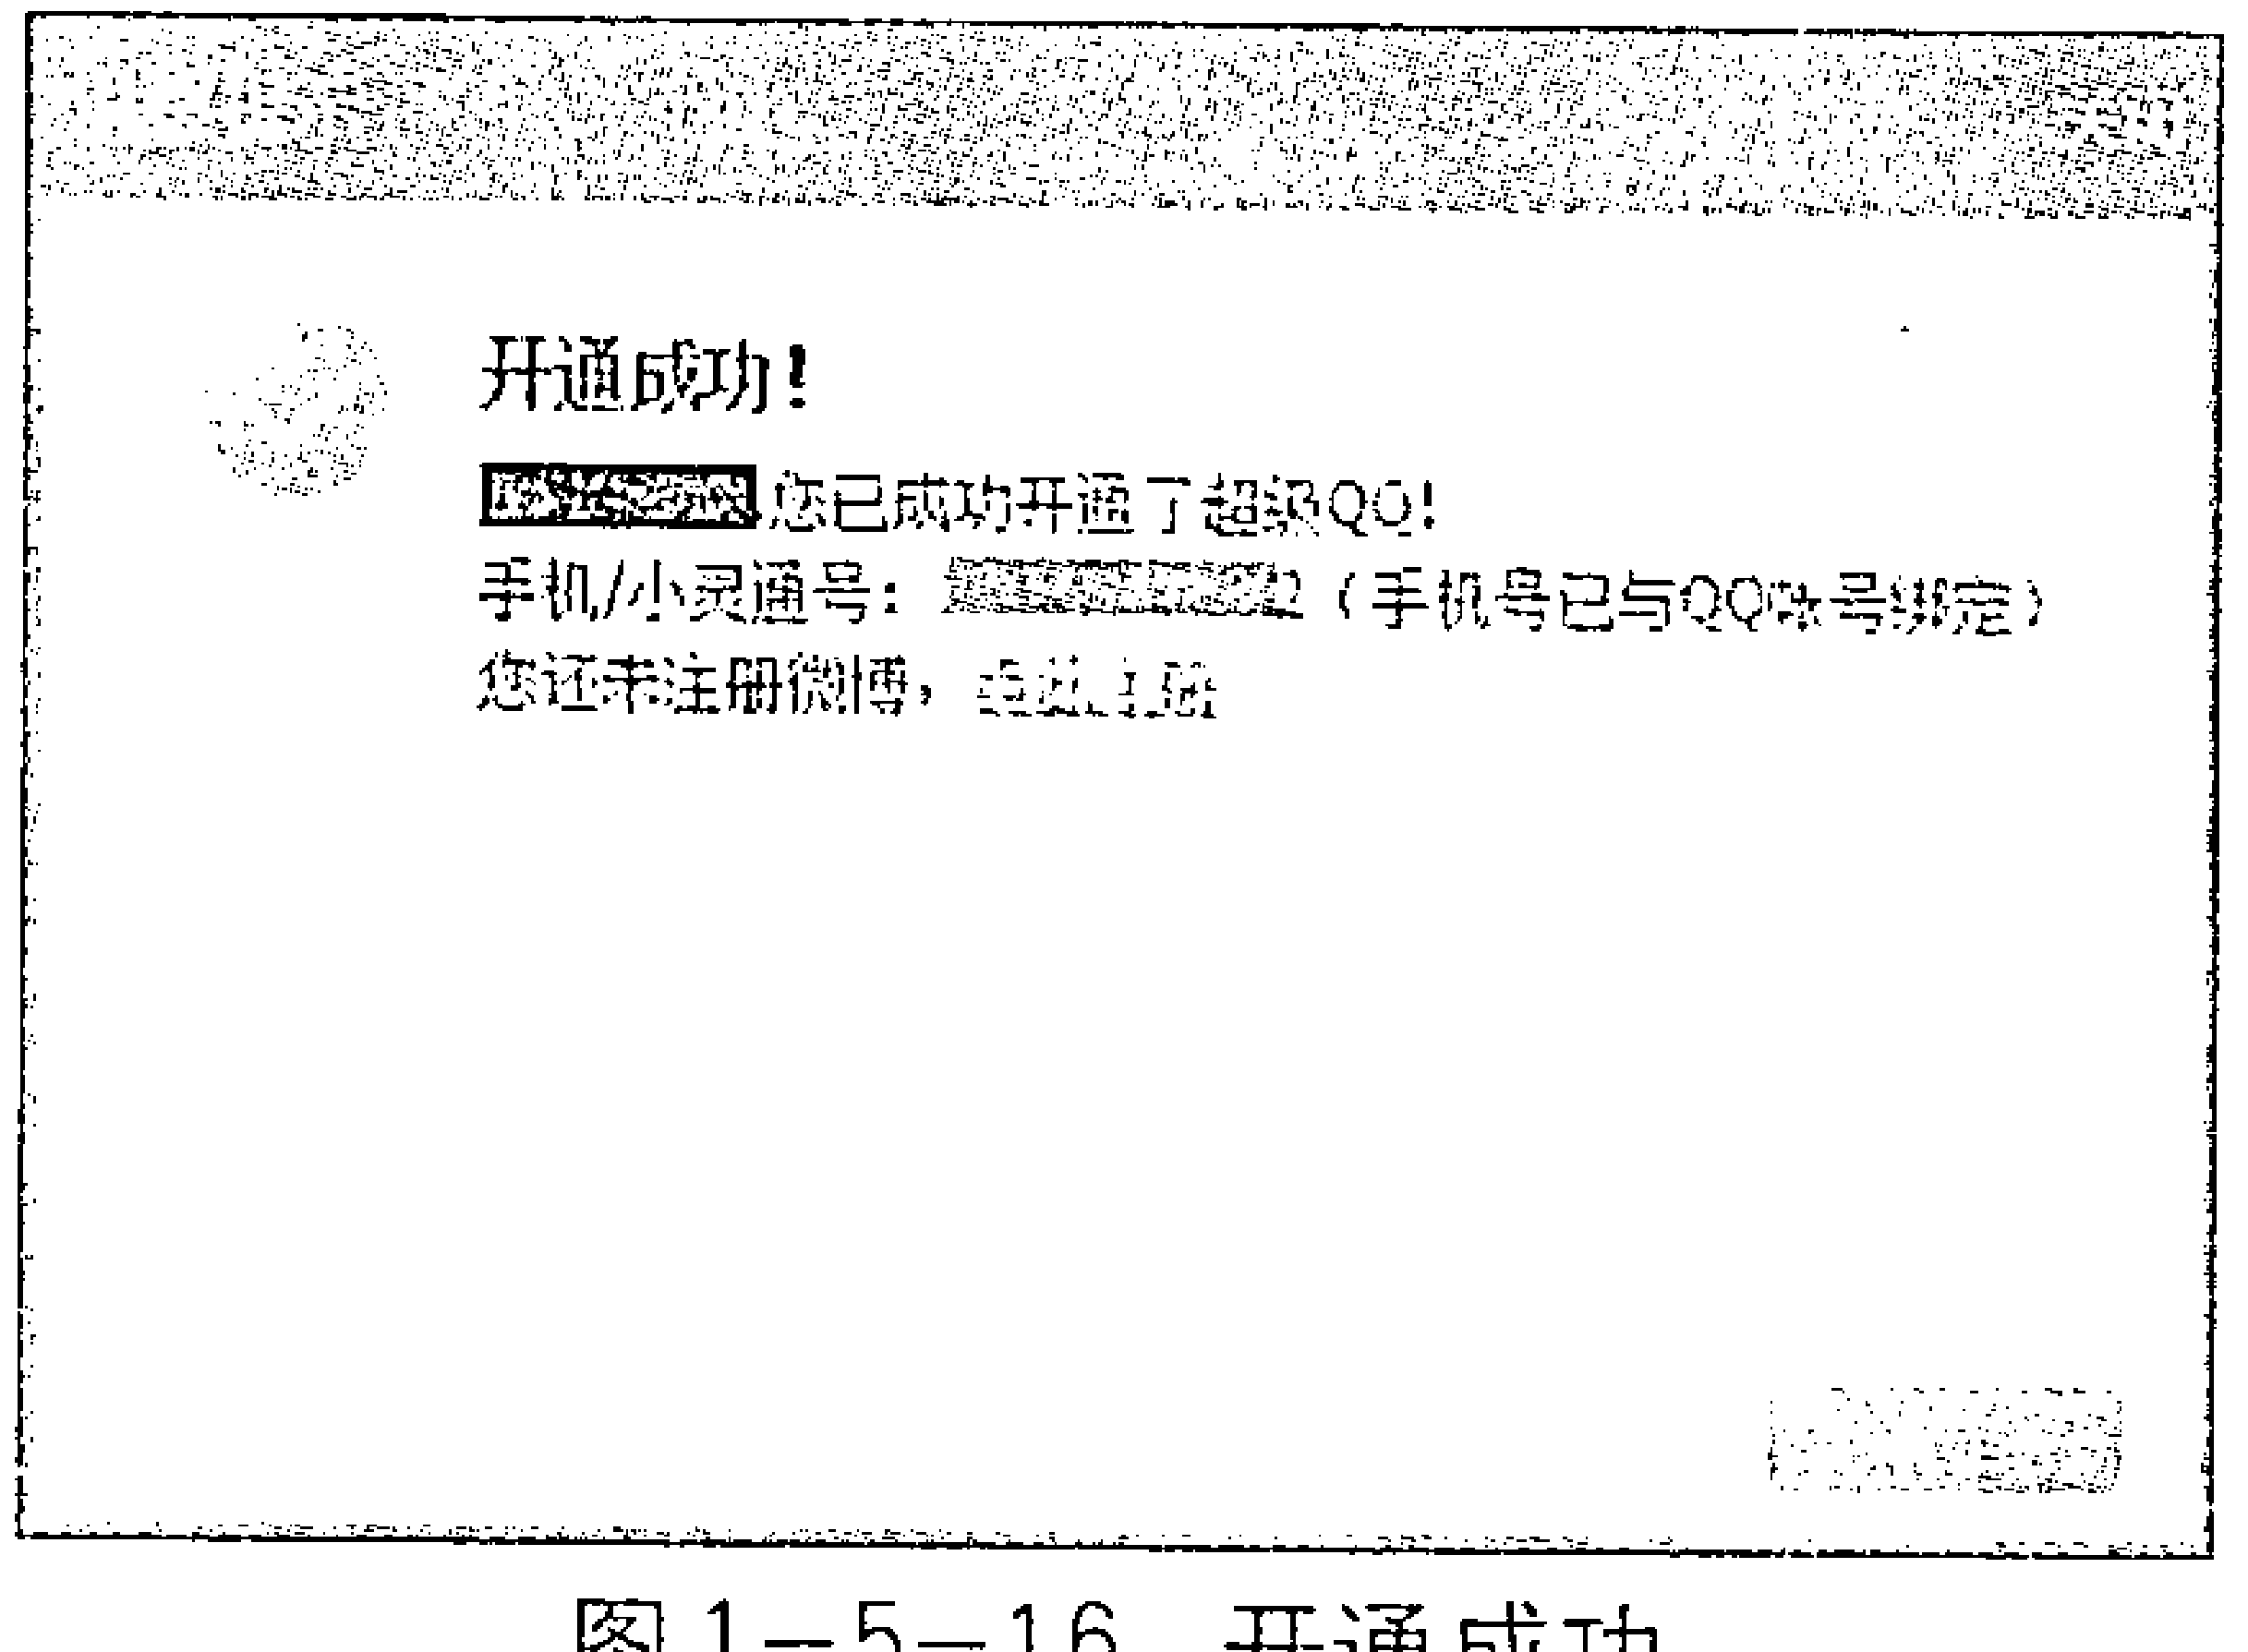 开通成功！
您已成功开通了超级QQ！
手机/小灵通号：2（手机号已与QQ帐号绑定）
您还未注册微博，
图1-5-16 开通成功